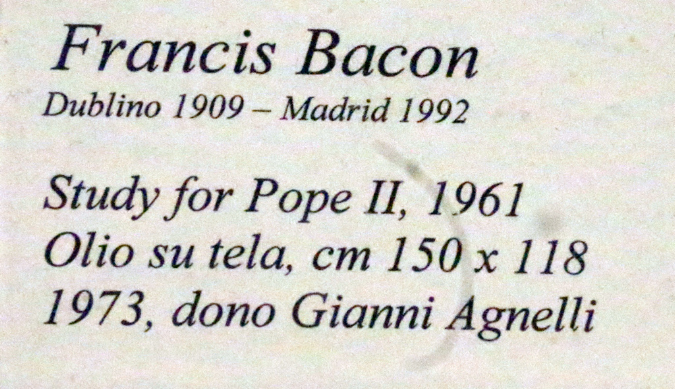 Francis Bacon
Dublino 1909 – Madrid 1992
Study for Pope II, 1961
Olio su tela, cm 150 x 118
1973, dono Gianni Agnelli